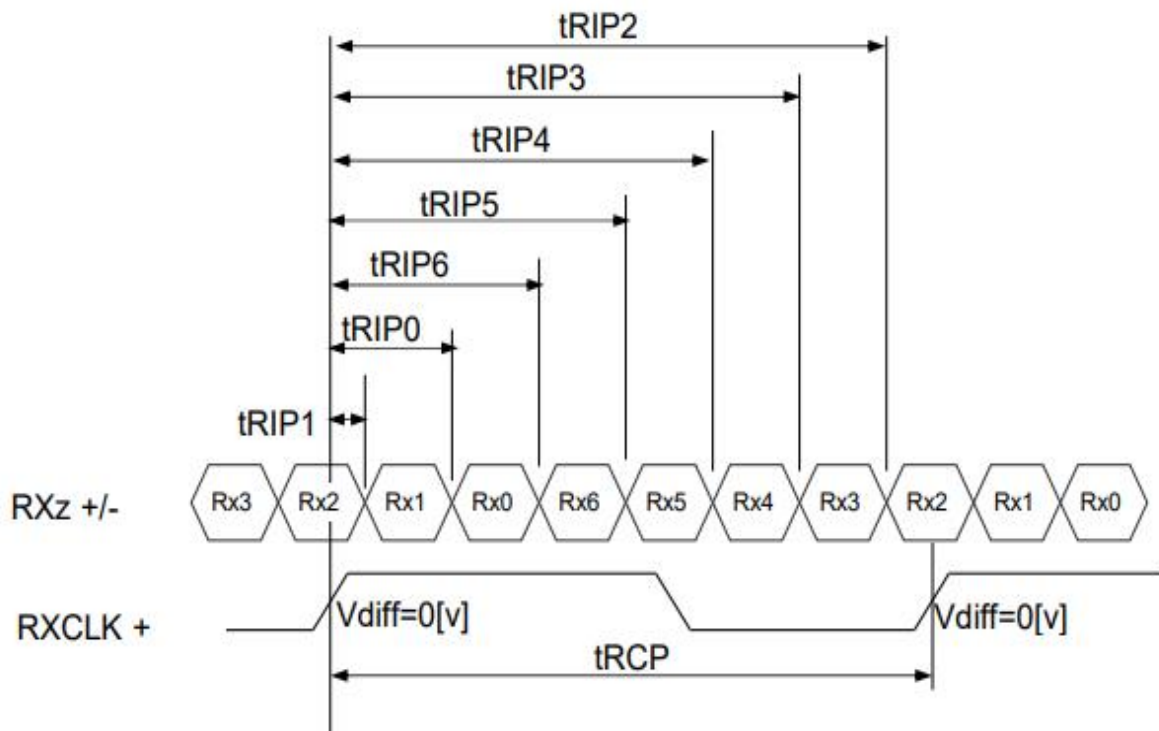 tRIP2
tRIP3
tRIP4
tRIP5
tRIP6
tRIP0
tRIP1
RXz +/- Rx3 Rx2 Rx1 Rx0 Rx6 Rx5 Rx4 Rx3 Rx2 Rx1 Rx0
RXCLK + Vdiff=0[v] Vdiff=0[v]
tRCP